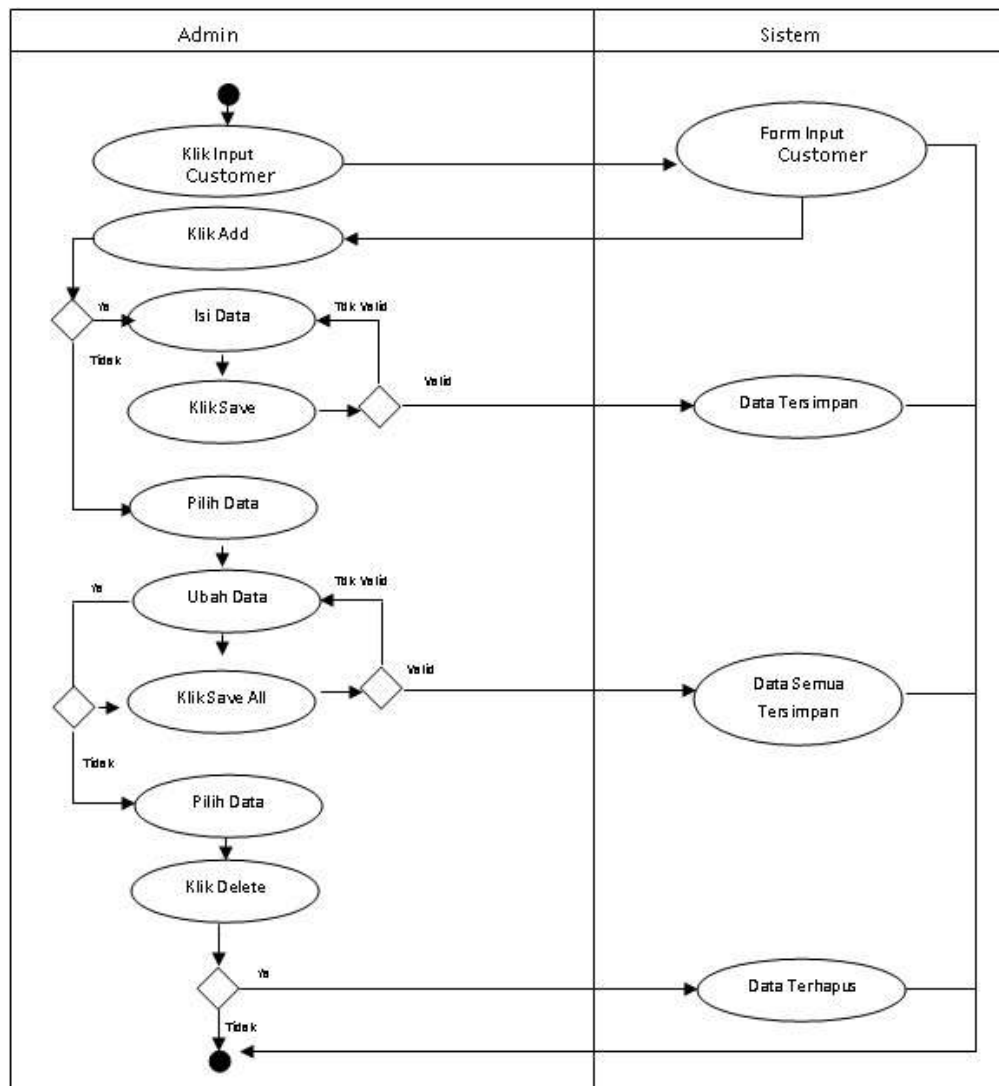 Admin
Sistem
Klik Input
Customer
Form Input
Customer
Klik Add
Ya
Isi Data
Tdk Valid
Tidak
Valid
Klik Save
Data Tersimpan
Pilih Data
Ya
Ubah Data
Tdk Valid
Valid
Klik Save All
Data Semua
Tersimpan
Tidak
Pilih Data
Klik Delete
Ya
Data Terhapus
Tidak